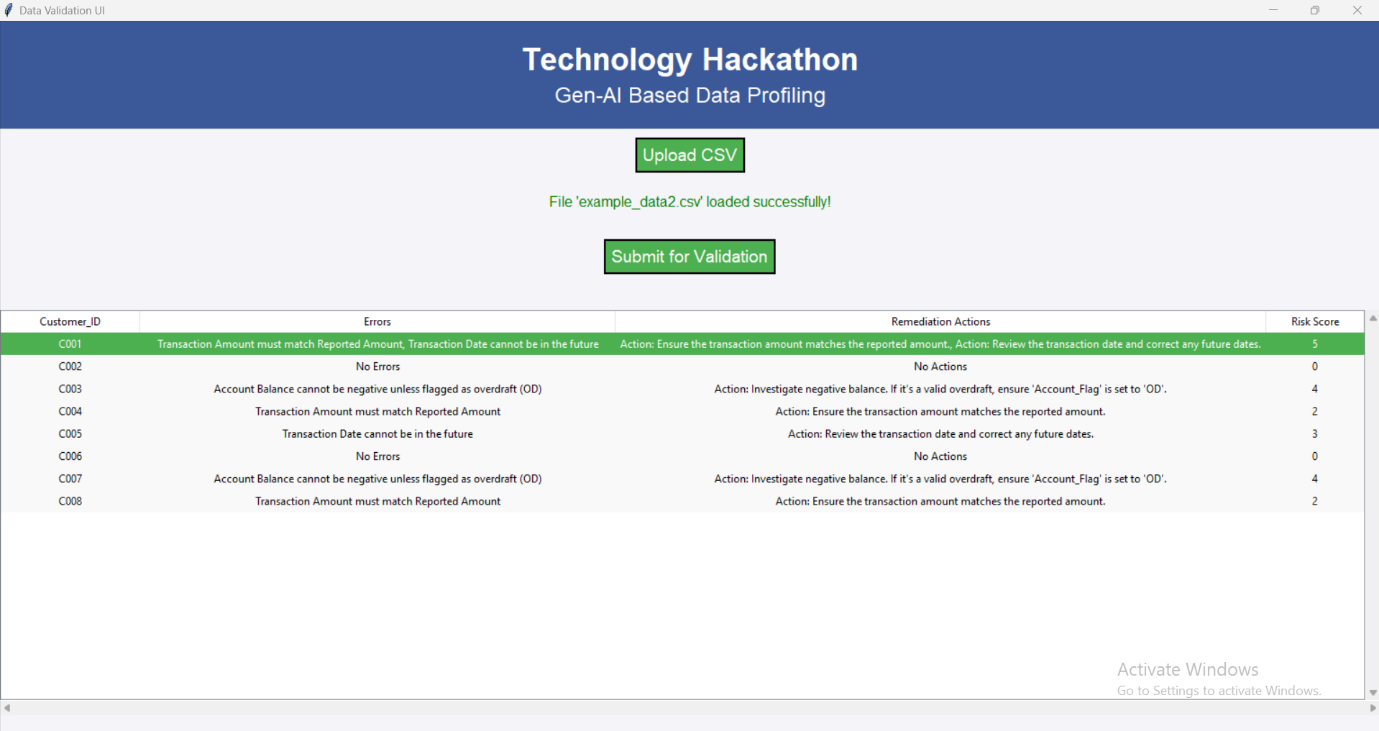 Data Validation UI
Technology Hackathon
Gen-AI Based Data Profiling
Upload CSV
File 'example_data2.csv' loaded successfully!
Submit for Validation
Customer_ID Errors Remediation Actions Risk Score
C001 Transaction Amount must match Reported Amount, Transaction Date cannot be in the future Action: Ensure the transaction amount matches the reported amount., Action: Review the transaction date and correct any future dates. 5
C002 No Errors No Actions 0
C003 Account Balance cannot be negative unless flagged as overdraft (OD) Action: Investigate negative balance. If it's a valid overdraft, ensure 'Account_Flag' is set to 'OD'. 4
C004 Transaction Amount must match Reported Amount Action: Ensure the transaction amount matches the reported amount. 2
C005 Transaction Date cannot be in the future Action: Review the transaction date and correct any future dates. 3
C006 No Errors No Actions 0
C007 Account Balance cannot be negative unless flagged as overdraft (OD) Action: Investigate negative balance. If it's a valid overdraft, ensure 'Account_Flag' is set to 'OD'. 4
C008 Transaction Amount must match Reported Amount Action: Ensure the transaction amount matches the reported amount. 2
Activate Windows
Go to Settings to activate Windows.